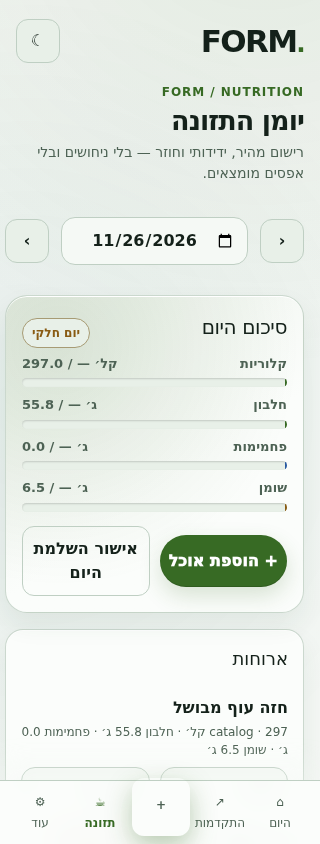 FORM.
FORM / NUTRITION
יומן התזונה
רישום מהיר, ידידותי וחוזר — בלי ניחושים ובלי
אפסים מומצאים.
‹ 11/26/2026 ›
סיכום היום
יום חלקי
קלוריות
297.0 / — קל׳
חלבון
55.8 / — ג׳
פחמימות
0.0 / — ג׳
שומן
6.5 / — ג׳
+ הוספת אוכל
אישור השלמת
היום
ארוחות
חזה עוף מבושל
catalog · 297 קל׳ · חלבון 55.8 ג׳ · פחמימות 0.0
ג׳ · שומן 6.5 ג׳
היום
התקדמות
+
תזונה
עוד